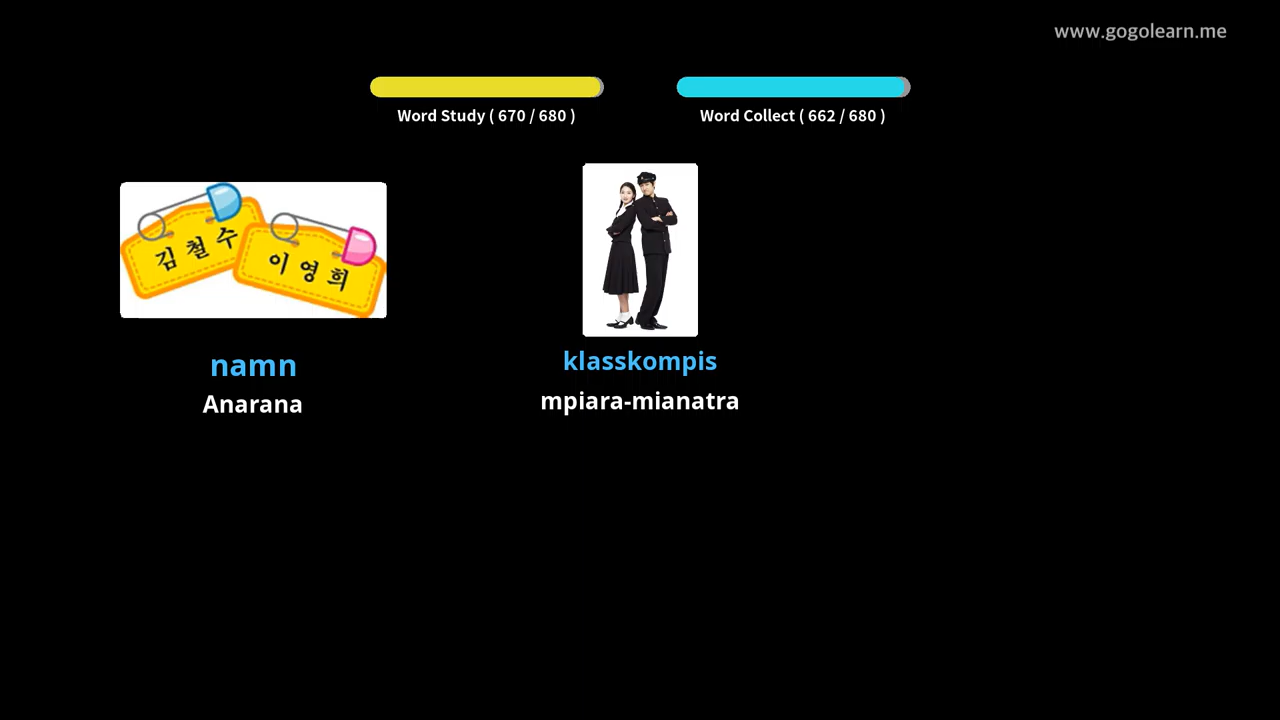 www.gogolearn.me
Word Study ( 670 / 680 )
Word Collect ( 662 / 680 )
김철수
이영희
namn
Anarana
klasskompis
mpiara-mianatra